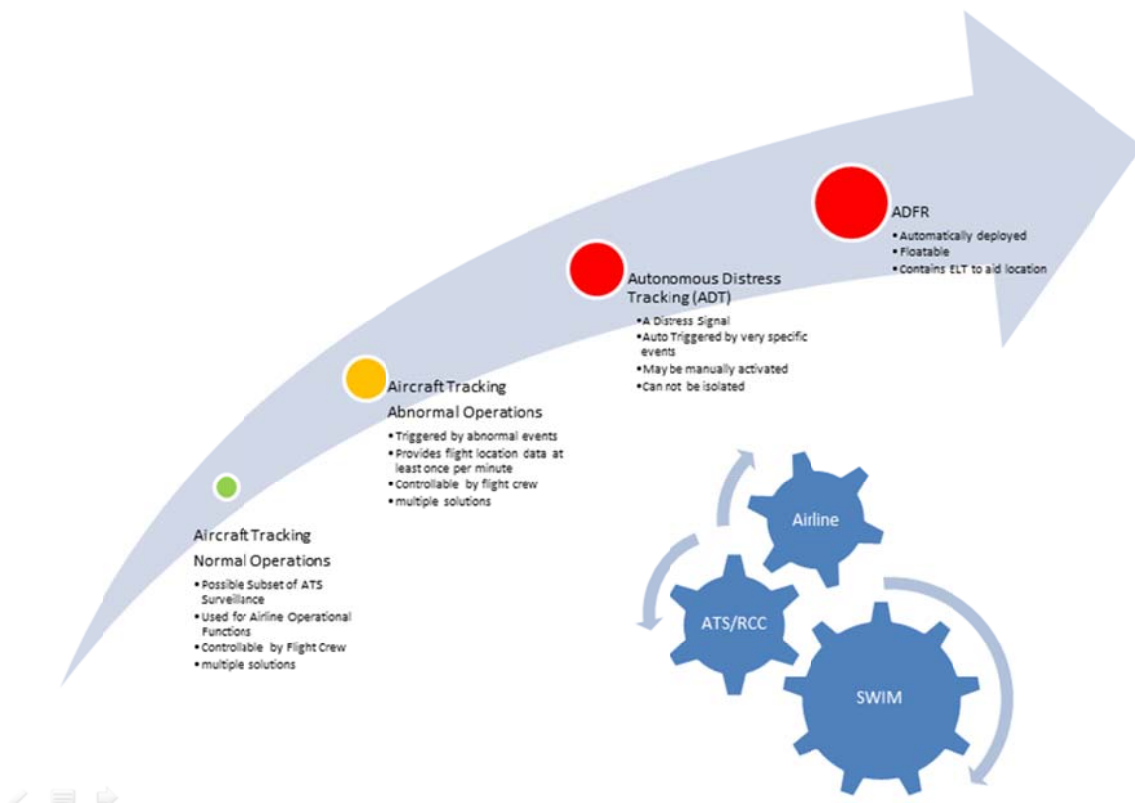 ADFR
• Automatically deployed
• Floatable
• Contains ELT to aid location
Autonomous Distress
Tracking (ADT)
• A Distress Signal
• Auto Triggered by very specific
events
• May be manually activated
• Can not be isolated
Aircraft Tracking
Abnormal Operations
• Triggered by abnormal events
• Provides flight location data at
least once per minute
• Controllable by flight crew
• multiple solutions
Aircraft Tracking
Normal Operations
• Possible Subset of ATS
Surveillance
• Used for Airline Operational
Functions
• Controllable by Flight Crew
• multiple solutions
Airline
ATS/RCC
SWIM